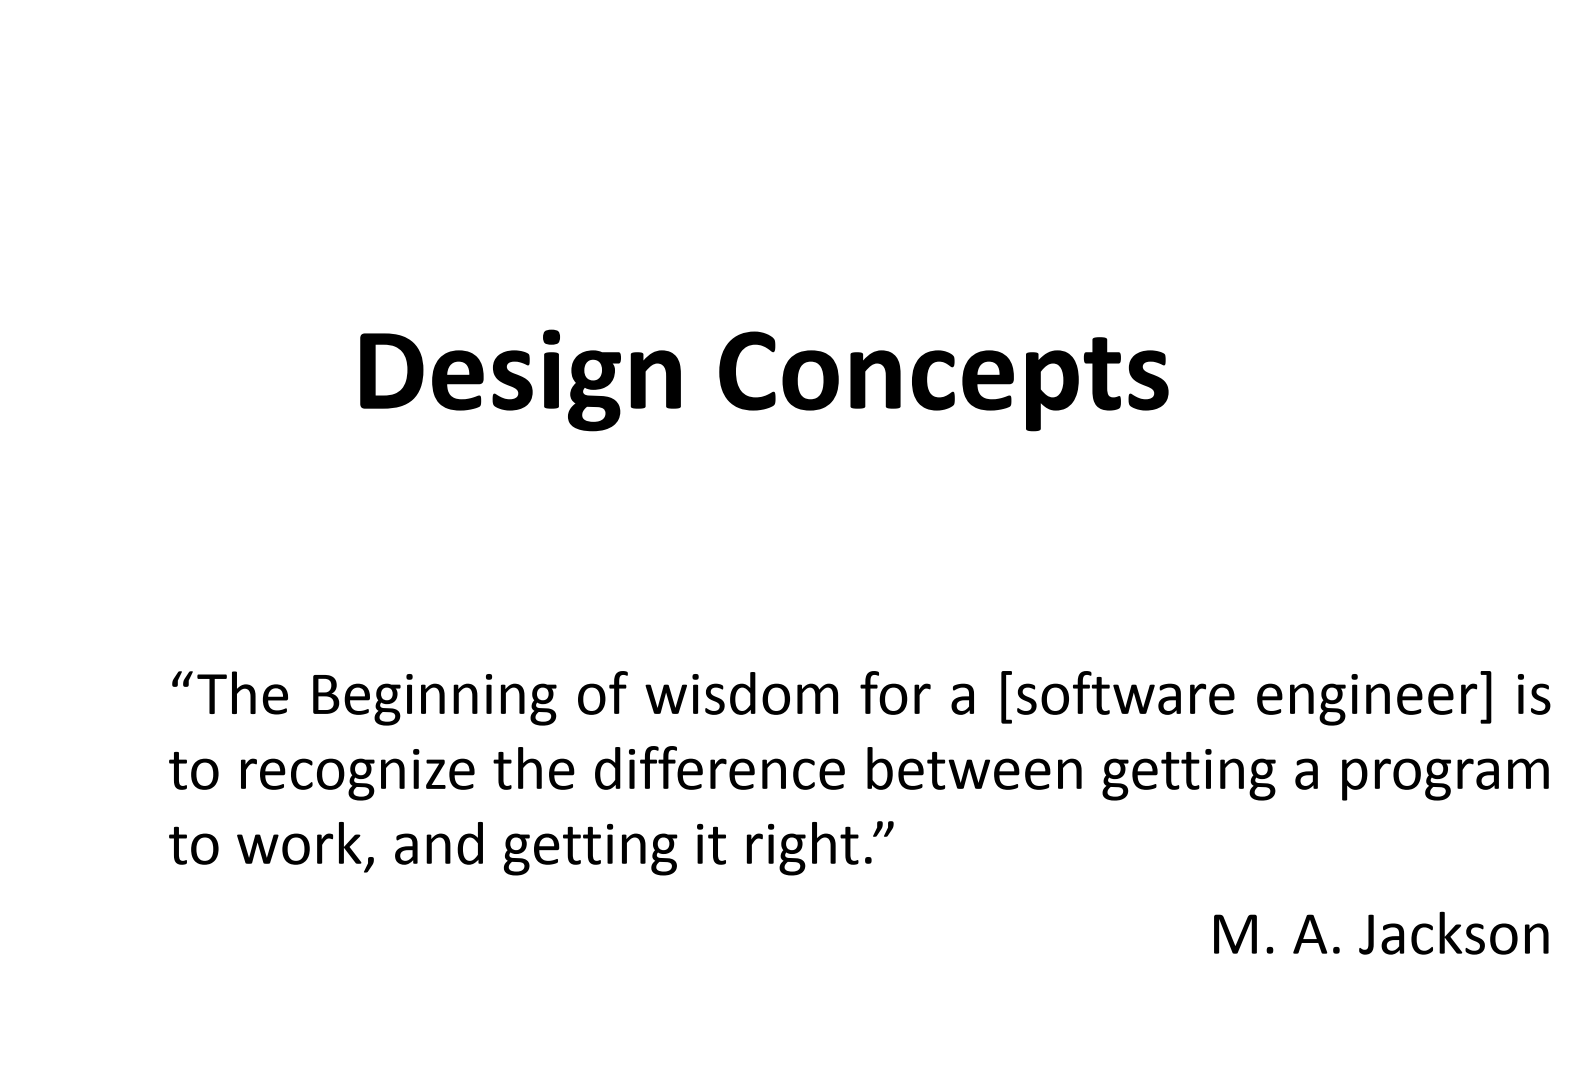 Design Concepts
“The Beginning of wisdom for a [software engineer] is
to recognize the difference between getting a program
to work, and getting it right.”
M. A. Jackson